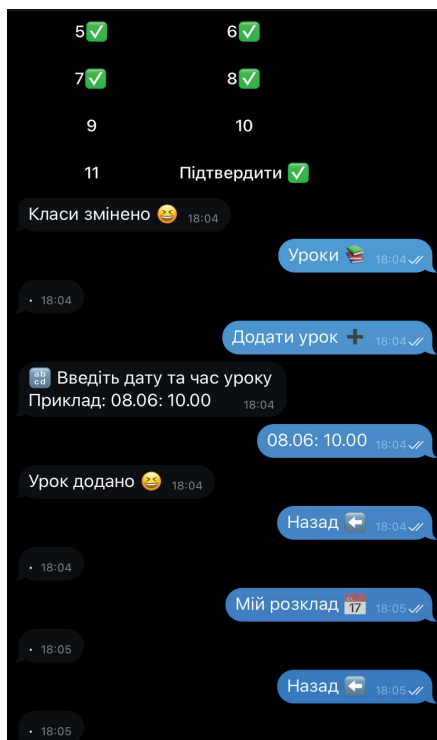 5✅ 6✅
7✅ 8✅
9 10
11 Підтвердити ✅
Класи змінено 😆 18:04
Уроки 📚 18:04
. 18:04
Додати урок ➕ 18:04
🔡 Введіть дату та час уроку
Приклад: 08.06: 10.00 18:04
08.06: 10.00 18:04
Урок додано 😆 18:04
Назад ⬅️ 18:04
. 18:04
Мій розклад 📅 18:05
. 18:05
Назад ⬅️ 18:05
. 18:05